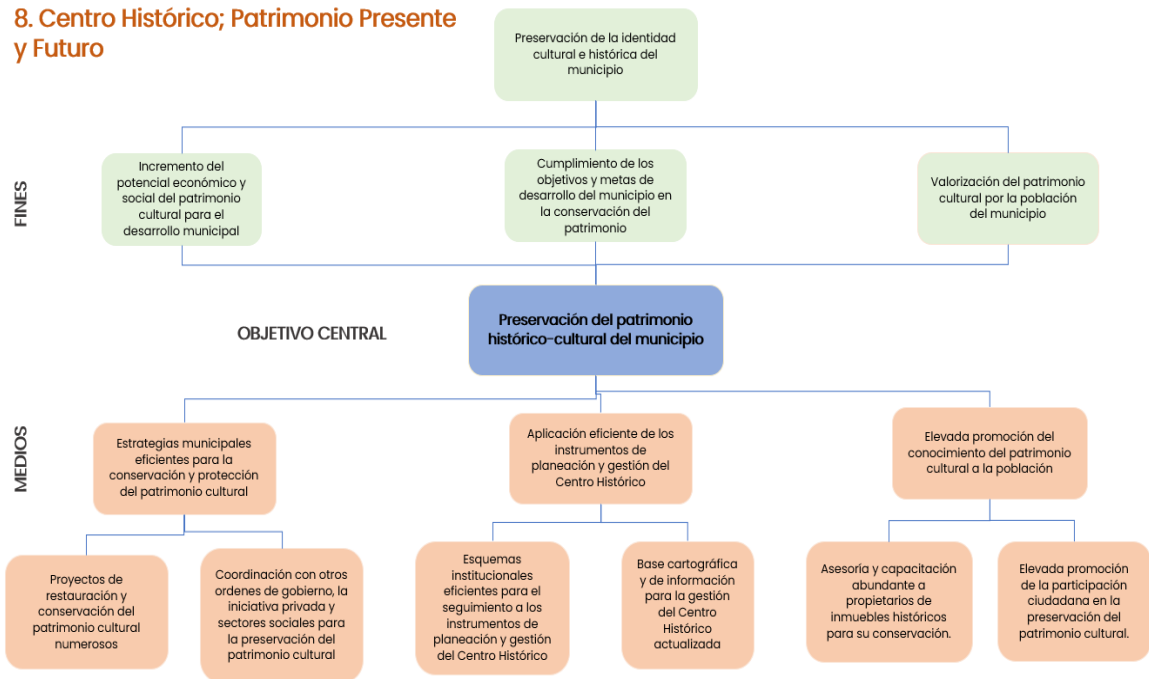 8. Centro Histórico; Patrimonio Presente
y Futuro
Preservación de la identidad
cultural e histórica del
municipio
FINES
Incremento del
potencial económico y
social del patrimonio
cultural para el
desarrollo municipal
Cumplimiento de los
objetivos y metas de
desarrollo del municipio en
la conservación del
patrimonio
Valorización del patrimonio
cultural por la población
del municipio
OBJETIVO CENTRAL
Preservación del patrimonio
histórico-cultural del municipio
MEDIOS
Estrategias municipales
eficientes para la
conservación y protección
del patrimonio cultural
Aplicación eficiente de los
instrumentos de
planeación y gestión del
Centro Histórico
Elevada promoción del
conocimiento del patrimonio
cultural a la población
Proyectos de
restauración y
conservación del
patrimonio cultural
numerosos
Coordinación con otros
ordenes de gobierno, la
iniciativa privada y
sectores sociales para
la preservación del
patrimonio cultural
Esquemas
institucionales
eficientes para el
seguimiento a los
instrumentos de
planeación y gestión
del Centro Histórico
Base cartográfica
y de información
para la gestión
del Centro
Histórico
actualizada
Asesoría y capacitación
abundante a
propietarios de
inmuebles históricos
para su conservación.
Elevada promoción
de la participación
ciudadana en la
preservación del
patrimonio cultural.